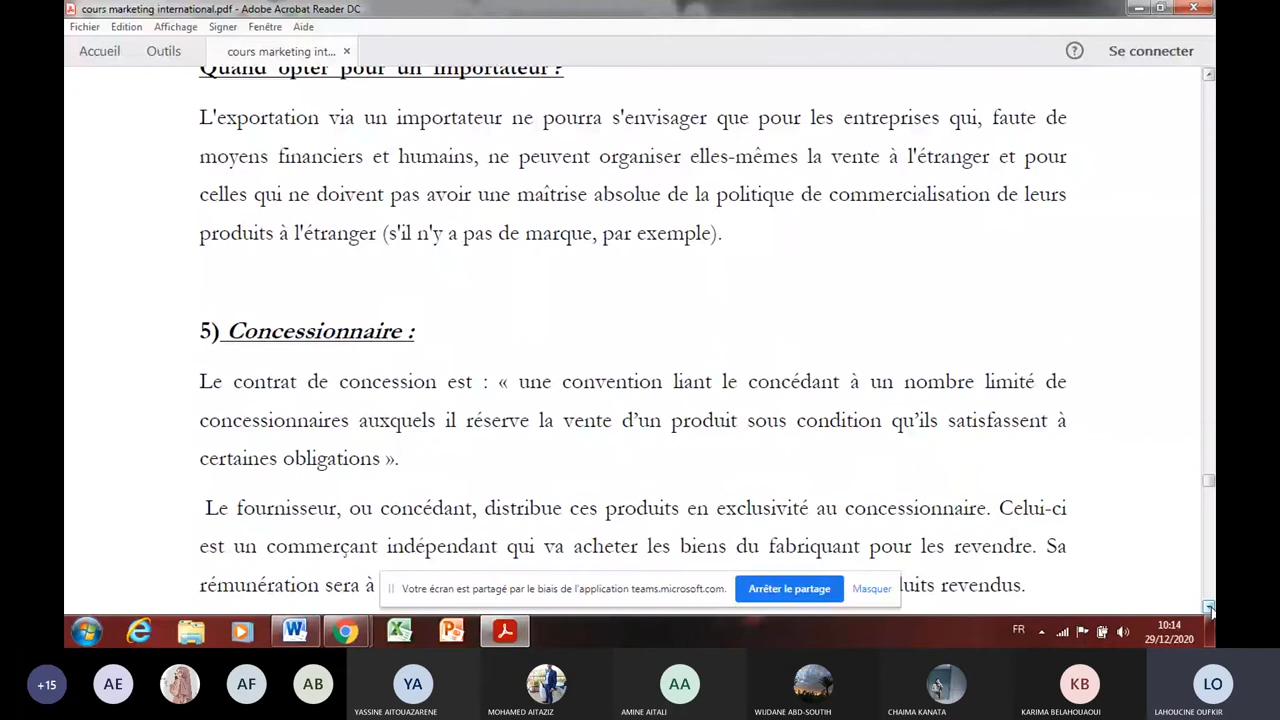 cours marketing international.pdf - Adobe Acrobat Reader DC
Fichier Edition Affichage Signer Fenêtre Aide
Accueil Outils cours marketing int... × ? Se connecter
Quand opter pour un importateur ?
L'exportation via un importateur ne pourra s'envisager que pour les entreprises qui, faute de
moyens financiers et humains, ne peuvent organiser elles-mêmes la vente à l'étranger et pour
celles qui ne doivent pas avoir une maîtrise absolue de la politique de commercialisation de leurs
produits à l'étranger (s'il n'y a pas de marque, par exemple).
5) Concessionnaire :
Le contrat de concession est : « une convention liant le concédant à un nombre limité de
concessionnaires auxquels il réserve la vente d’un produit sous condition qu’ils satisfassent à
certaines obligations ».
Le fournisseur, ou concédant, distribue ces produits en exclusivité au concessionnaire. Celui-ci
est un commerçant indépendant qui va acheter les biens du fabriquant pour les revendre. Sa
rémunération sera à
duits revendus.
Votre écran est partagé par le biais de l'application teams.microsoft.com. Arrêter le partage Masquer
FR 10:14
29/12/2020
+15 AE AF AB YA AA KB LO
YASSINE AITOUAZARENE MOHAMED AITAZIZ AMINE AITALI WIJDANE ABD-SOUTIH CHAIMA KANATA KARIMA BELAHOUAOUI LAHOUCINE OUFKIR